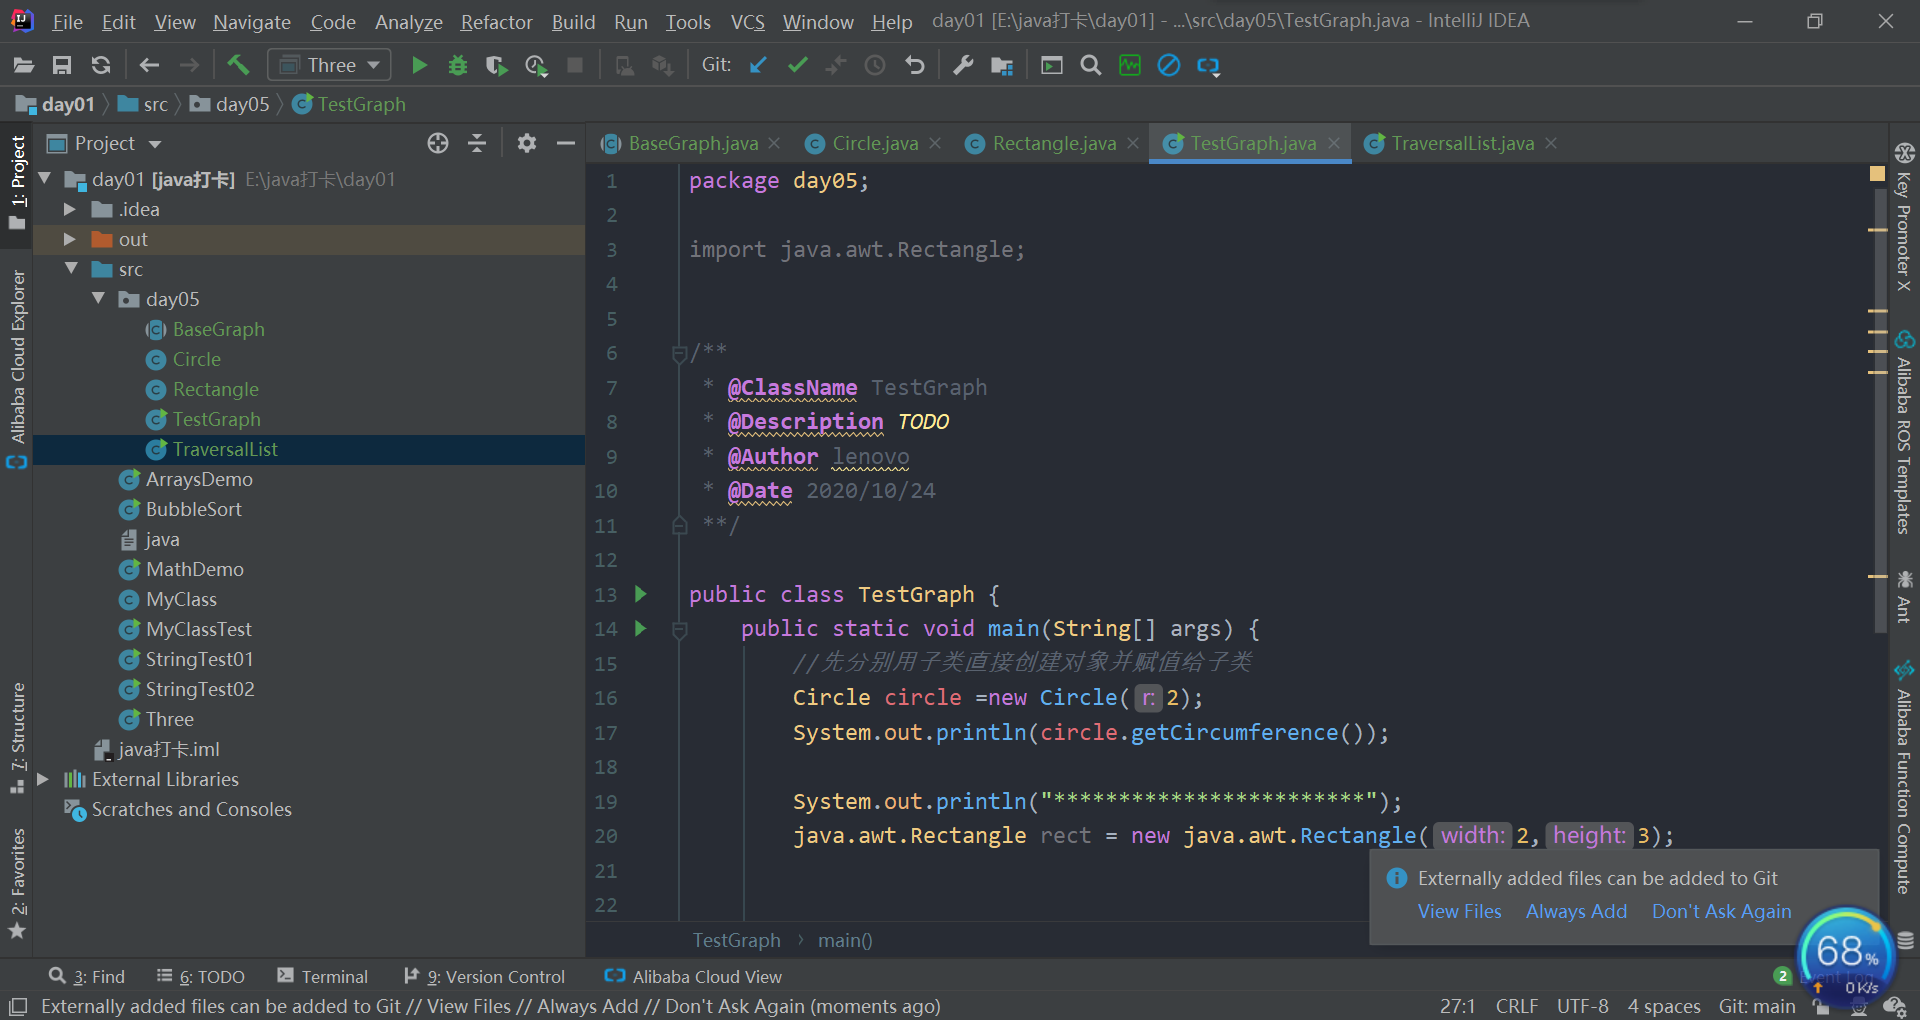 File Edit View Navigate Code Analyze Refactor Build Run Tools VCS Window Help day01 [E:\java打卡\day01] - ...\src\day05\TestGraph.java - IntelliJ IDEA
Three Git:
day01 src day05 TestGraph
Project
BaseGraph.java Circle.java Rectangle.java TestGraph.java TraversalList.java
day01 [java打卡] E:\java打卡\day01
.idea
out
src
day05
BaseGraph
Circle
Rectangle
TestGraph
TraversalList
ArraysDemo
BubbleSort
java
MathDemo
MyClass
MyClassTest
StringTest01
StringTest02
Three
java打卡.iml
External Libraries
Scratches and Consoles
1: Project
Alibaba Cloud Explorer
7: Structure
2: Favorites
1 package day05;
2
3 import java.awt.Rectangle;
4
5
6 /**
7 * @ClassName TestGraph
8 * @Description TODO
9 * @Author lenovo
10 * @Date 2020/10/24
11 **/
12
13 public class TestGraph {
14 public static void main(String[] args) {
15 //先分别用子类直接创建对象并赋值给子类
16 Circle circle =new Circle( r: 2);
17 System.out.println(circle.getCircumference());
18
19 System.out.println("************************");
20 java.awt.Rectangle rect = new java.awt.Rectangle( width: 2, height: 3);
21
22
TestGraph › main()
Key Promoter X
Alibaba ROS Templates
Ant
Alibaba Function Compute
Externally added files can be added to Git
View Files Always Add Don't Ask Again
68%
0K/s
3: Find 6: TODO Terminal 9: Version Control Alibaba Cloud View 2
Externally added files can be added to Git // View Files // Always Add // Don't Ask Again (moments ago) 27:1 CRLF UTF-8 4 spaces Git: main